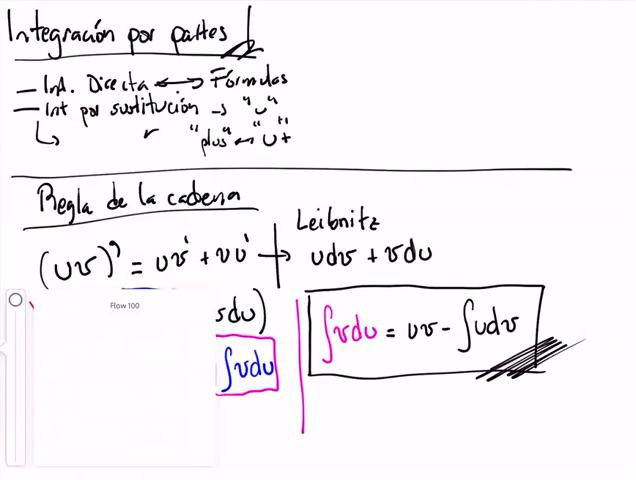 Integración por partes
— Int. Directa ↔ Fórmulas
— Int por sustitución → "u"
↳ r "plus" ← "u+"
Regla de la cadena
Leibnitz
(uv)' = uv' + vu' → udv + vdu
Flow 100
du)
∫vdu
∫vdu = uv - ∫udv